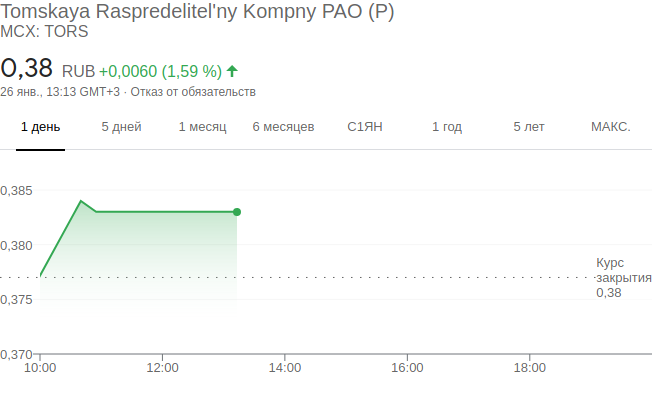 Tomskaya Raspredelitel'ny Kompny PAO (P)
MCX: TORS
0,38 RUB +0,0060 (1,59 %)
26 янв., 13:13 GMT+3 · Отказ от обязательств
1 день 5 дней 1 месяц 6 месяцев С1ЯН 1 год 5 лет МАКС.
0,385
0,380
Курс
закрытия
0,38
0,375
0,370
10:00 12:00 14:00 16:00 18:00